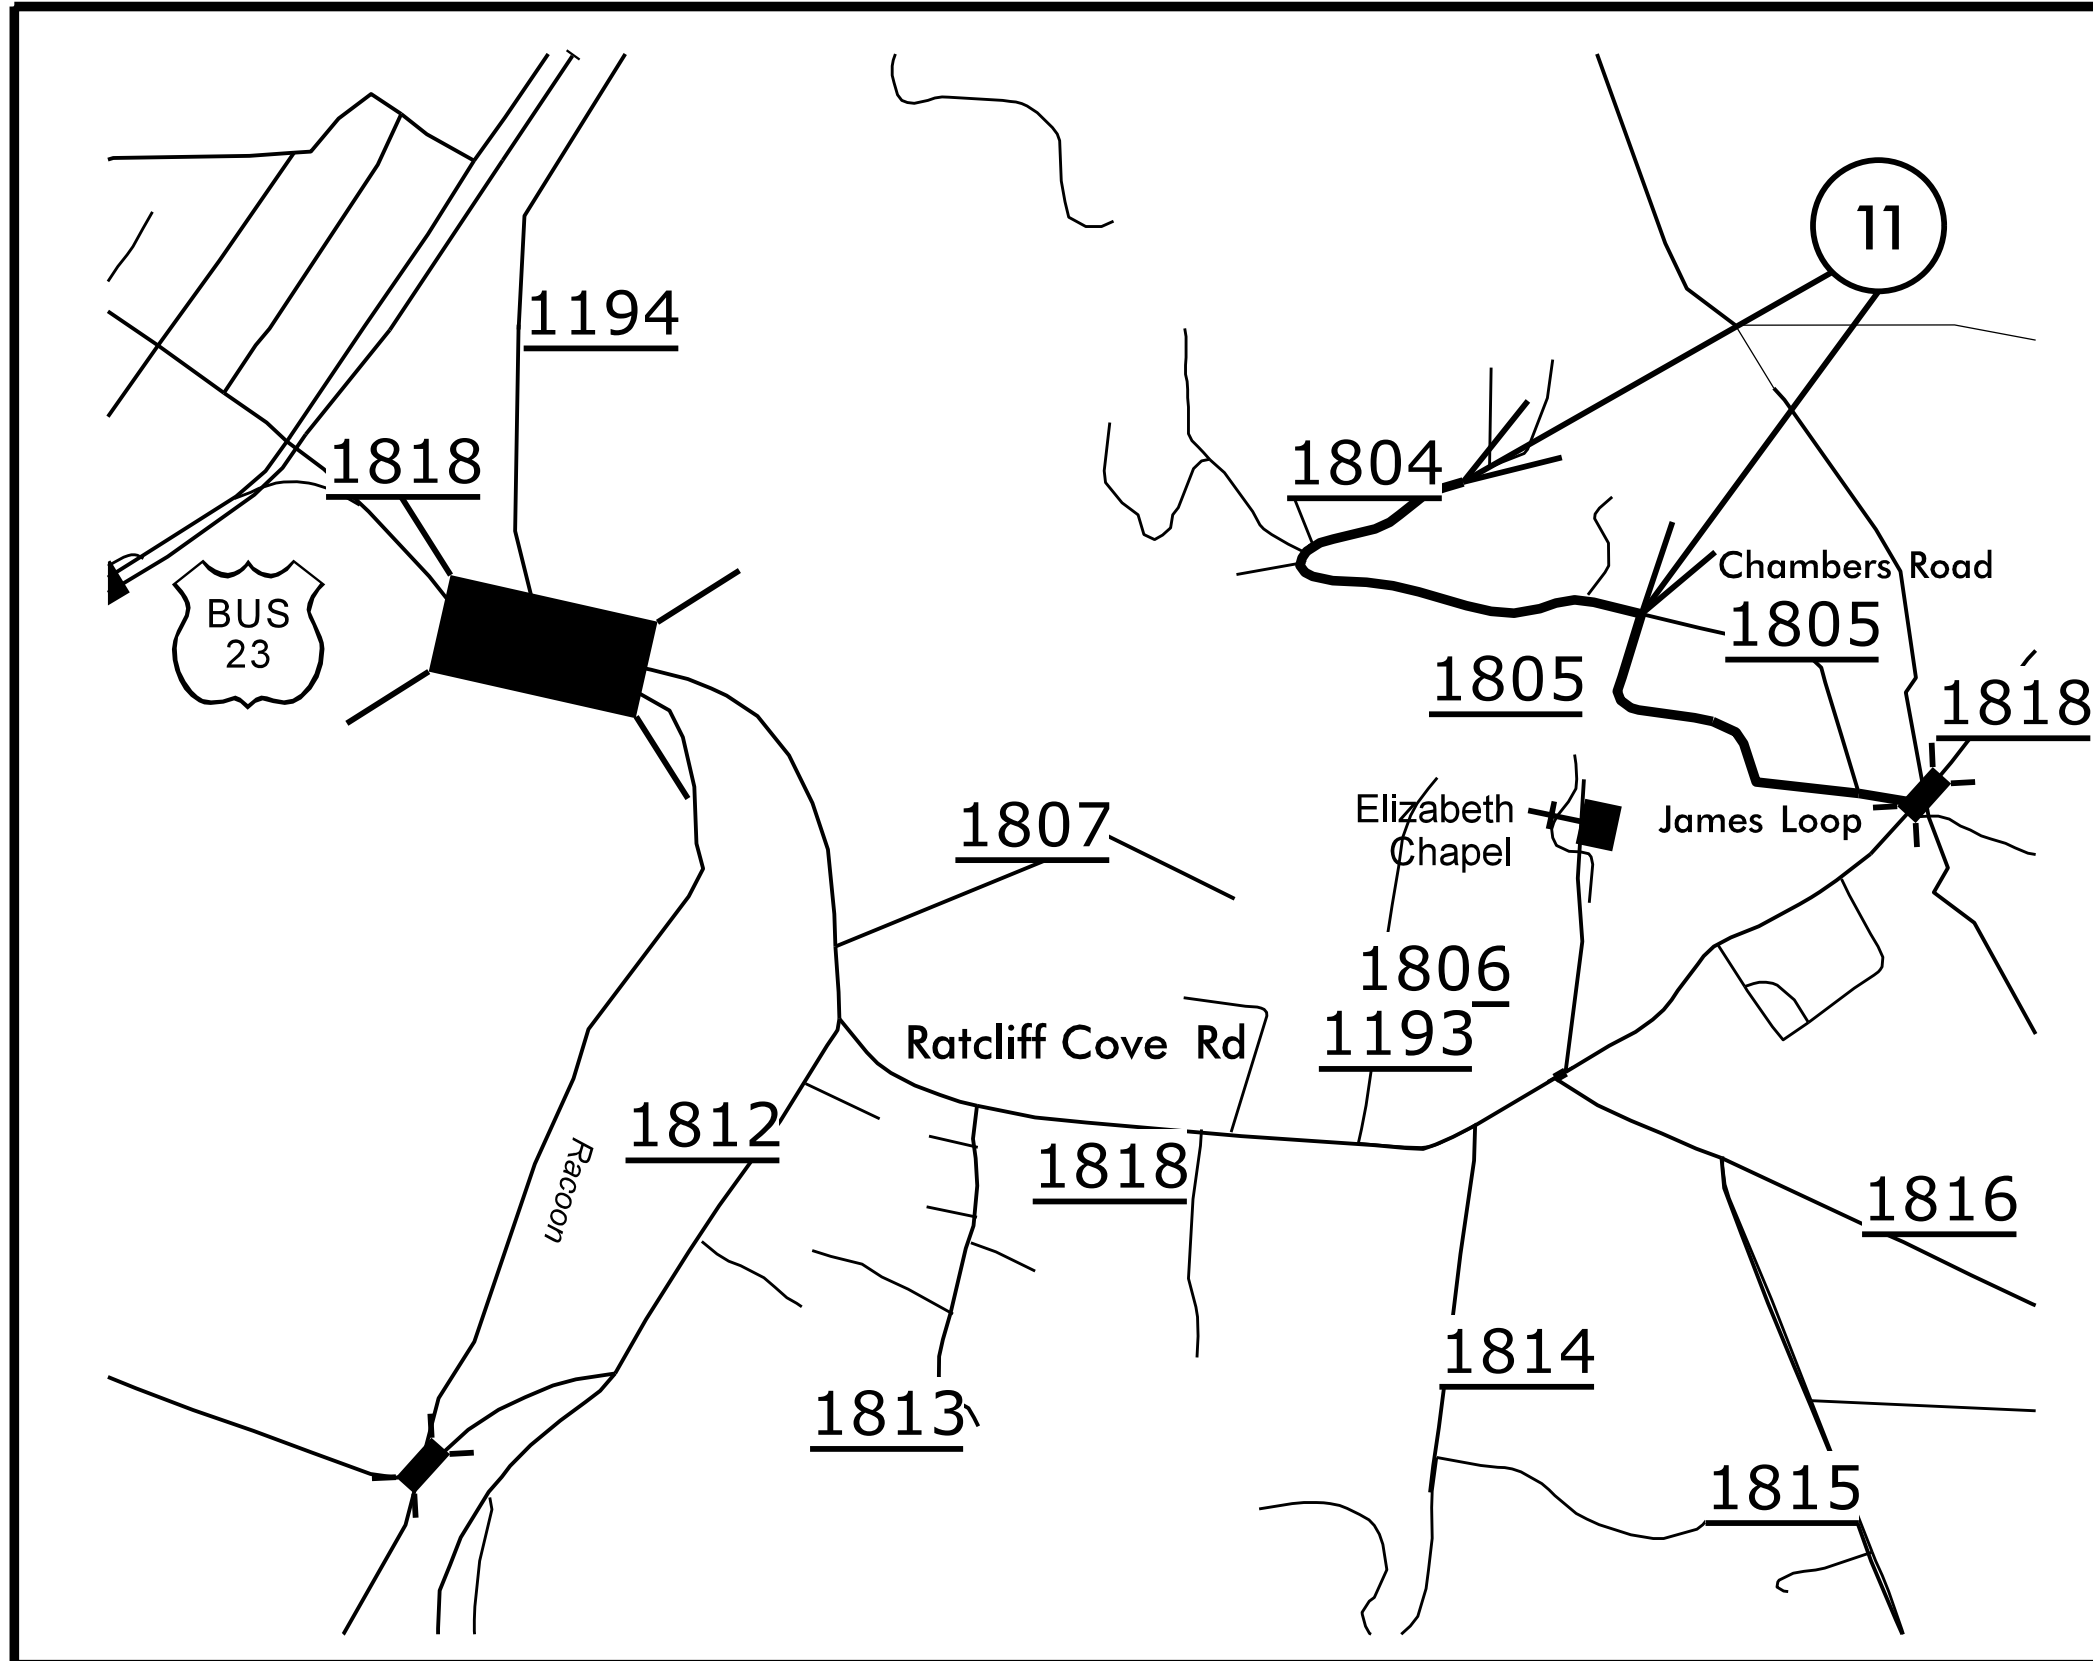 11
1194
1818
1804
Chambers Road
BUS
23
1805
1805
1818
1807
Elizabeth
Chapel
James Loop
1806
1193
Ratcliff Cove Rd
1812
Racoon
1818
1816
1814
1813
1815